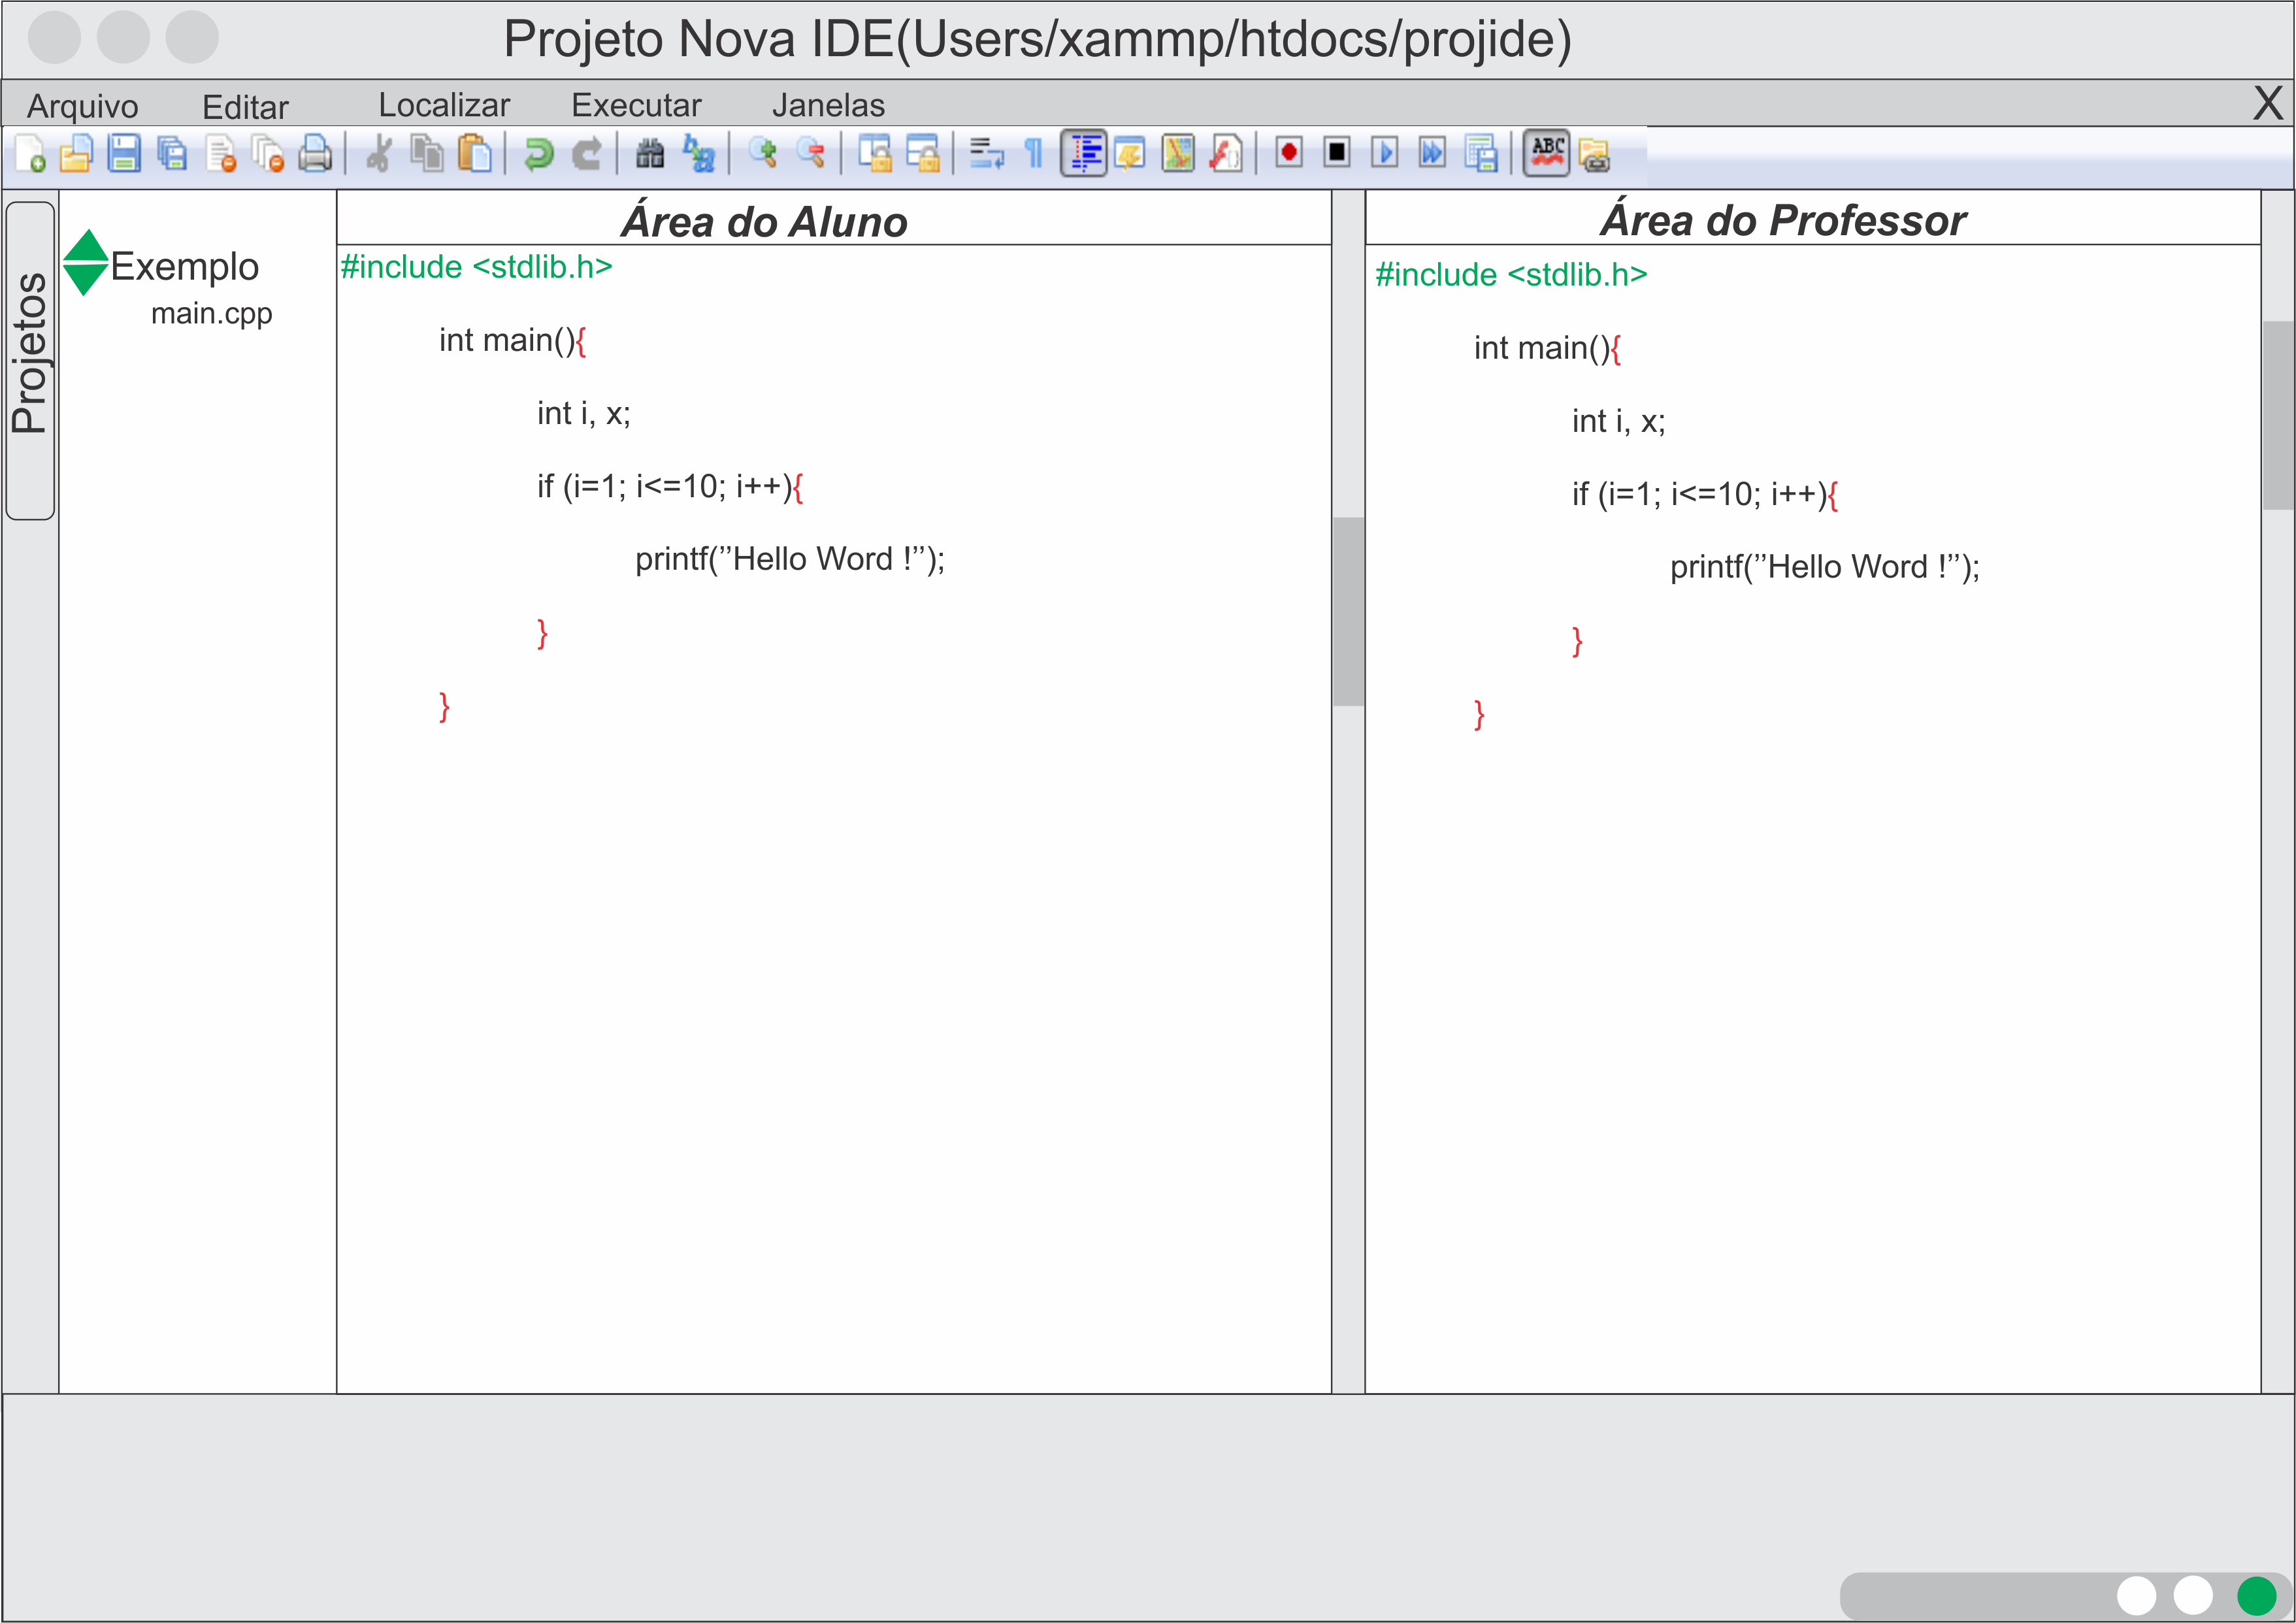 Projeto Nova IDE(Users/xammp/htdocs/projide)
Arquivo Editar Localizar Executar Janelas X
ABC
Projetos
Exemplo
main.cpp
Área do Aluno
#include <stdlib.h>
int main(){
int i, x;
if (i=1; i<=10; i++){
printf(’’Hello Word !’’);
}
}
Área do Professor
#include <stdlib.h>
int main(){
int i, x;
if (i=1; i<=10; i++){
printf(’’Hello Word !’’);
}
}